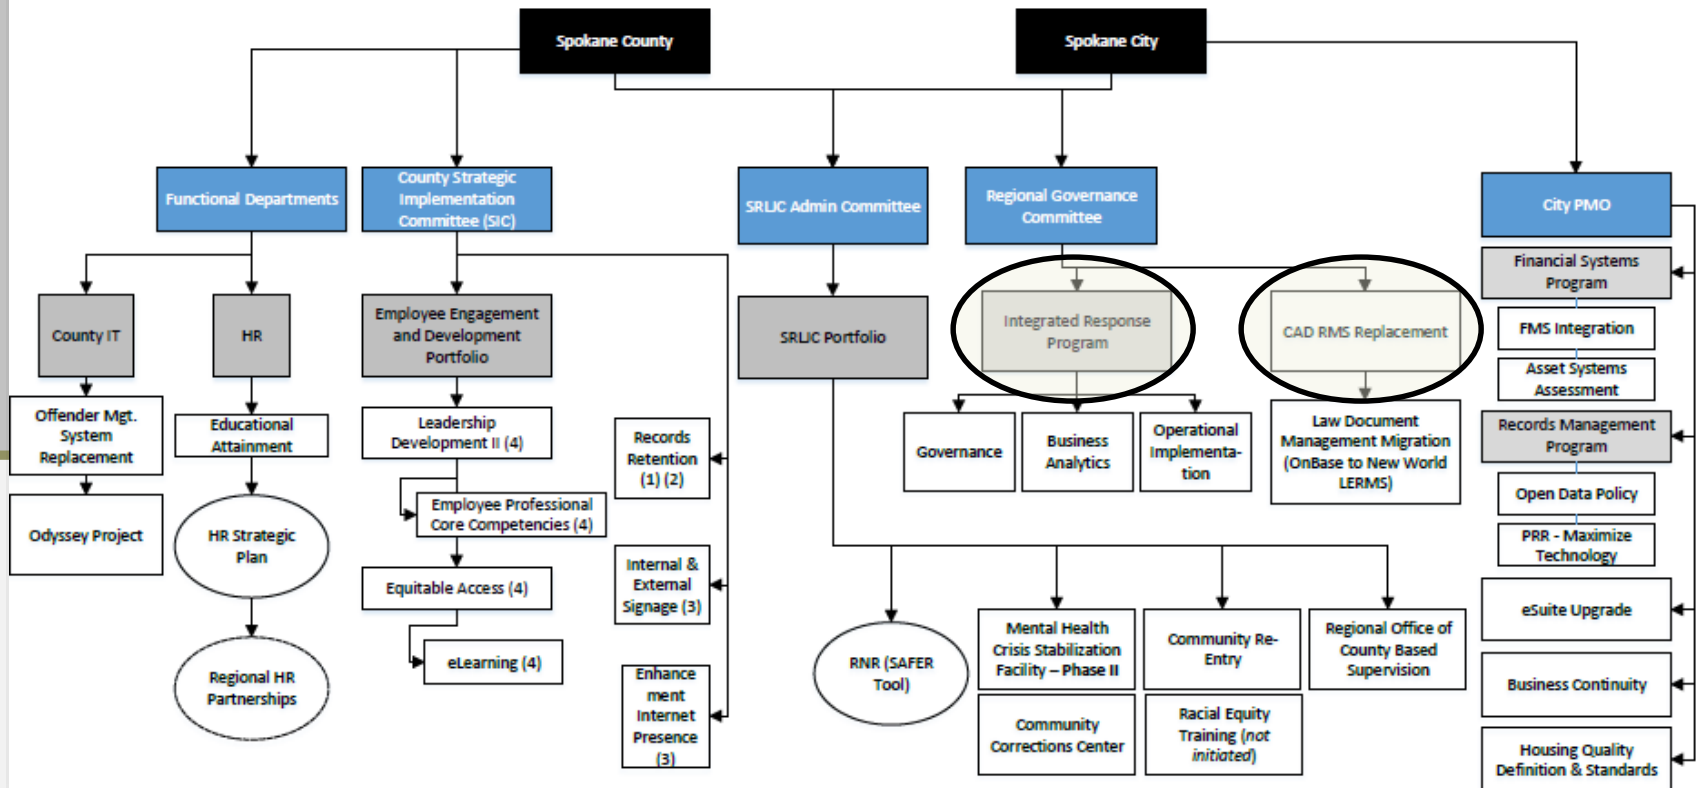 Spokane County
Spokane City
Functional Departments
County Strategic
Implementation
Committee (SIC)
SRLJC Admin Committee
Regional Governance
Committee
City PMO
County IT
HR
Employee Engagement
and Development
Portfolio
SRLJC Portfolio
Integrated Response
Program
CAD RMS Replacement
Financial Systems
Program
FMS Integration
Asset Systems
Assessment
Records Management
Program
Open Data Policy
PRR - Maximize
Technology
eSuite Upgrade
Business Continuity
Housing Quality
Definition & Standards
Offender Mgt.
System
Replacement
Odyssey Project
Educational
Attainment
HR Strategic
Plan
Regional HR
Partnerships
Leadership
Development II (4)
Employee Professional
Core Competencies (4)
Equitable Access (4)
eLearning (4)
Records
Retention
(1) (2)
Internal &
External
Signage (3)
Enhance
ment
Internet
Presence
(3)
Governance
Business
Analytics
Operational
Implementa-
tion
Law Document
Management Migration
(OnBase to New World
LERMS)
RNR (SAFER
Tool)
Mental Health
Crisis Stabilization
Facility – Phase II
Community
Corrections Center
Community Re-
Entry
Racial Equity
Training (not
initiated)
Regional Office of
County Based
Supervision